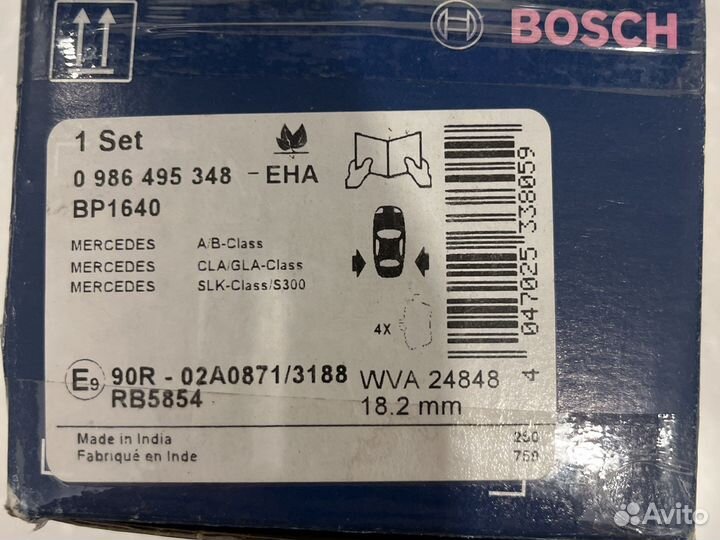 BOSCH
1 Set
0 986 495 348 - EHA
BP1640
MERCEDES A/B-Class
MERCEDES CLA/GLA-Class
MERCEDES SLK-Class/S300
4X
4 047025 338059
E9 90R - 02A0871/3188 WVA 24848
RB5854 18.2 mm
Made in India
Fabriqué en Inde 750
Avito